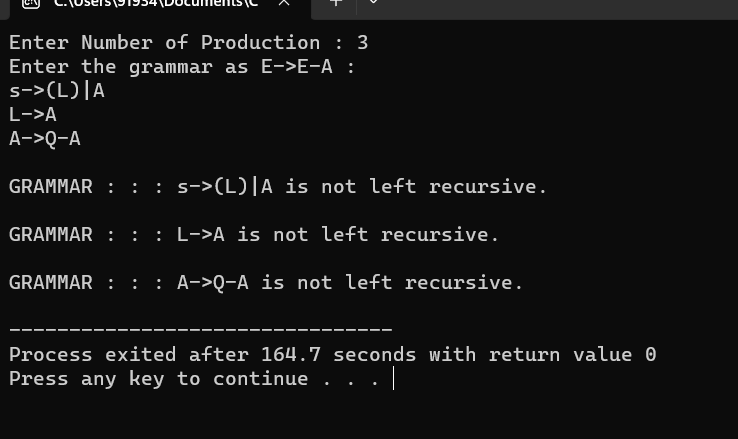 C:\Users\91934\Documents\C
Enter Number of Production : 3
Enter the grammar as E->E-A :
s->(L)|A
L->A
A->Q-A
GRAMMAR : : : s->(L)|A is not left recursive.
GRAMMAR : : : L->A is not left recursive.
GRAMMAR : : : A->Q-A is not left recursive.
--------------------------------
Process exited after 164.7 seconds with return value 0
Press any key to continue . . .